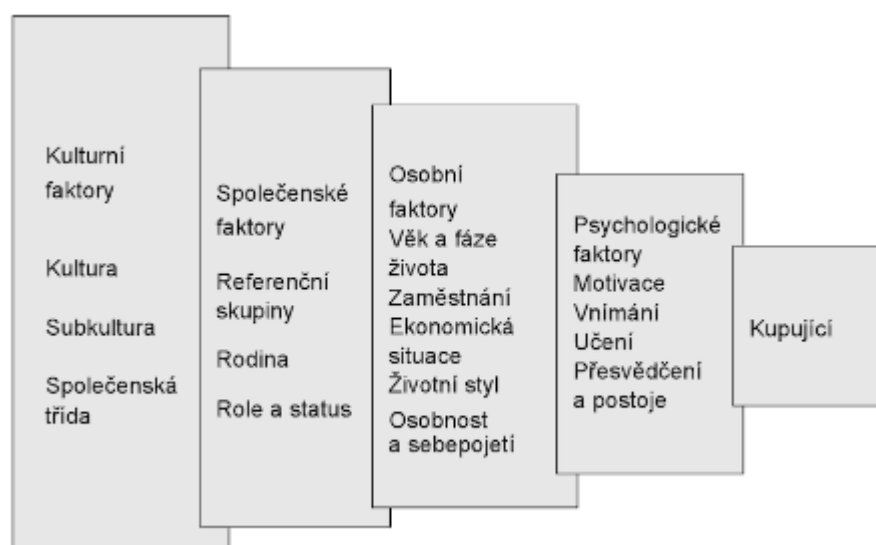 Kulturní
faktory
Kultura
Subkultura
Společenská
třída
Společenské
faktory
Referenční
skupiny
Rodina
Role a status
Osobní
faktory
Věk a fáze
života
Zaměstnání
Ekonomická
situace
Životní styl
Osobnost
a sebepojetí
Psychologické
faktory
Motivace
Vnímání
Učení
Přesvědčení
a postoje
Kupující